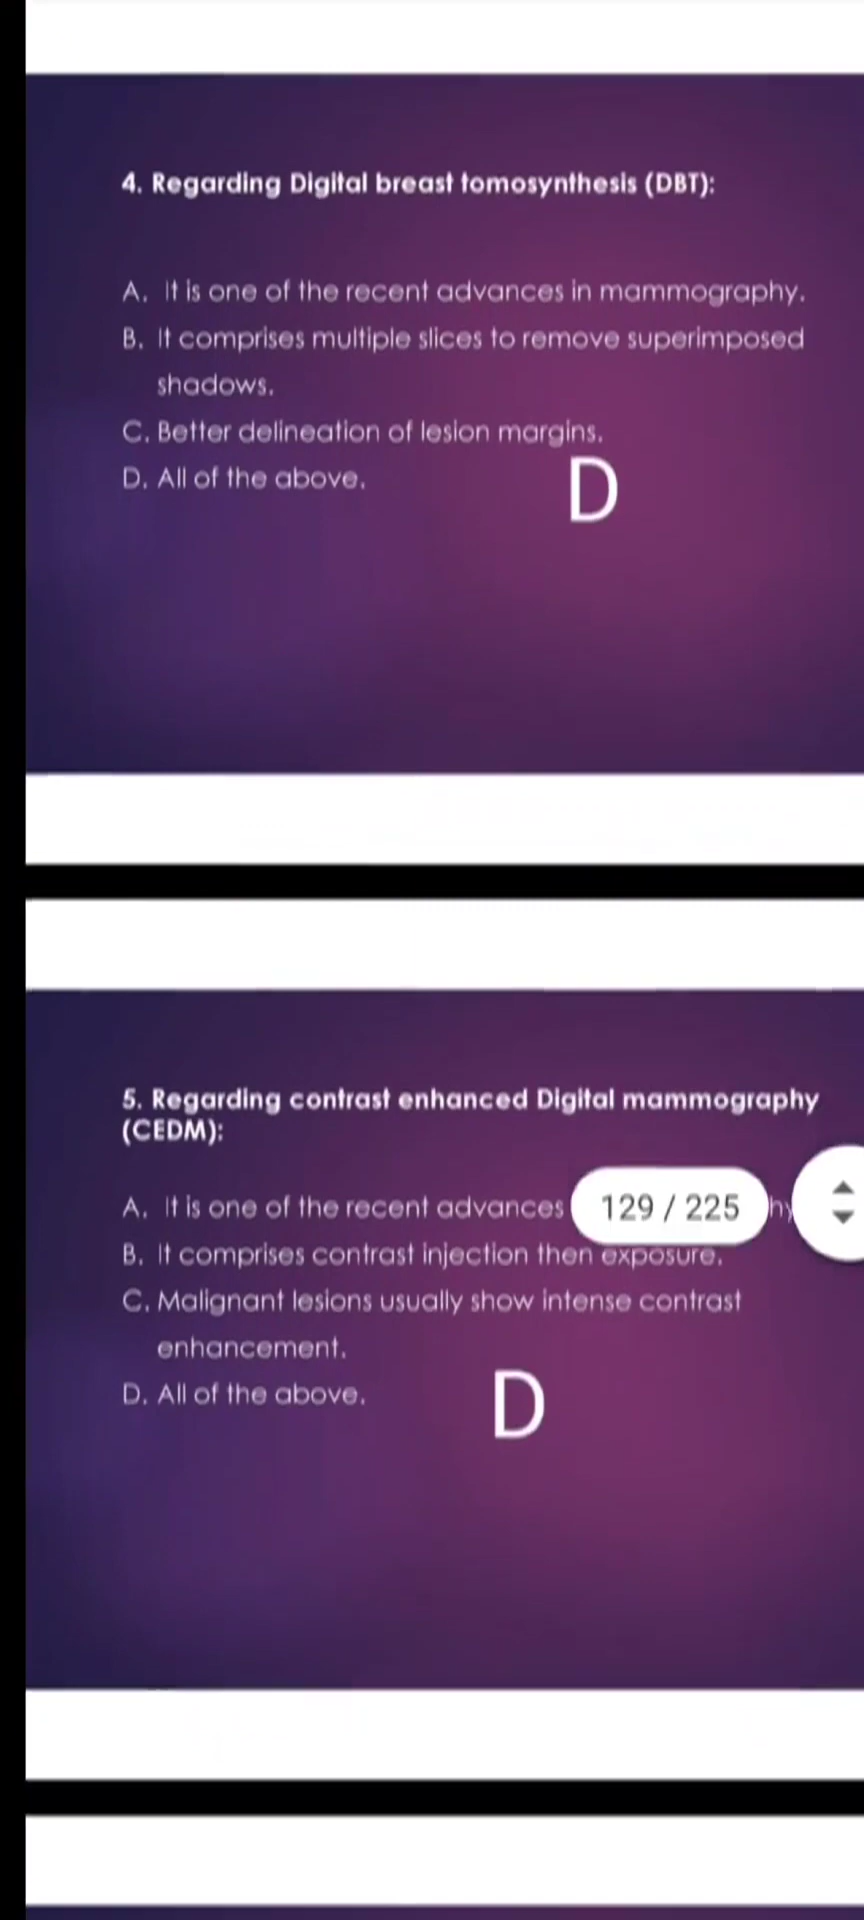 4. Regarding Digital breast tomosynthesis (DBT):
A. It is one of the recent advances in mammography.
B. It comprises multiple slices to remove superimposed
shadows.
C. Better delineation of lesion margins.
D. All of the above.
D
5. Regarding contrast enhanced Digital mammography
(CEDM):
A. It is one of the recent advances
129 / 225
B. It comprises contrast injection then exposure.
C. Malignant lesions usually show intense contrast
enhancement.
D. All of the above.
D